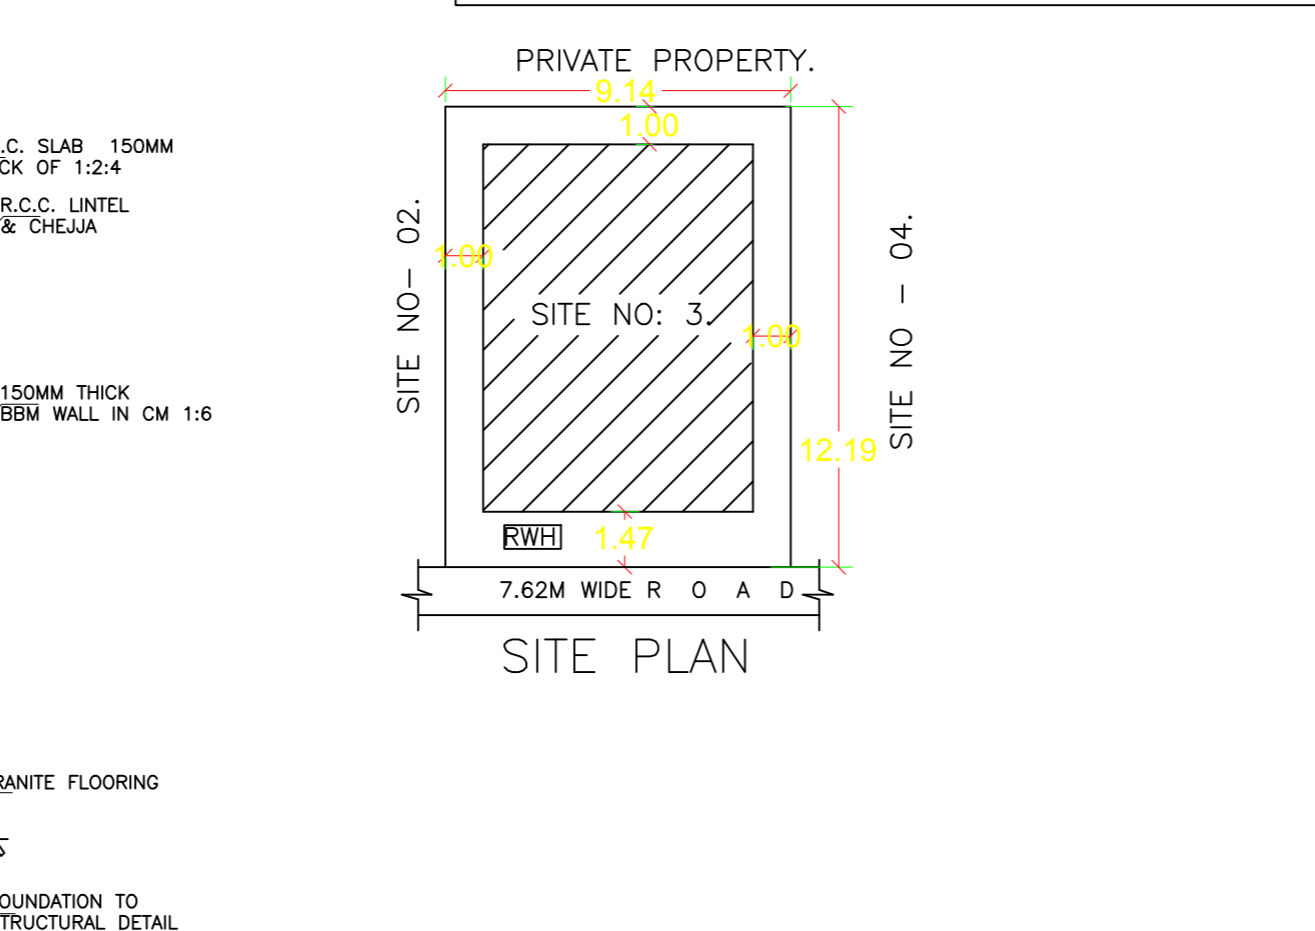 PRIVATE PROPERTY.
9.14
1.00
.C. SLAB 150MM
CK OF 1:2:4
R.C.C. LINTEL
& CHEJJA
SITE NO- 02.
1.00
SITE NO: 3.
1.00
SITE NO - 04.
150MM THICK
BBM WALL IN CM 1:6
12.19
RWH
1.47
7.62M WIDE R O A D
SITE PLAN
RANITE FLOORING
OUNDATION TO
TRUCTURAL DETAIL